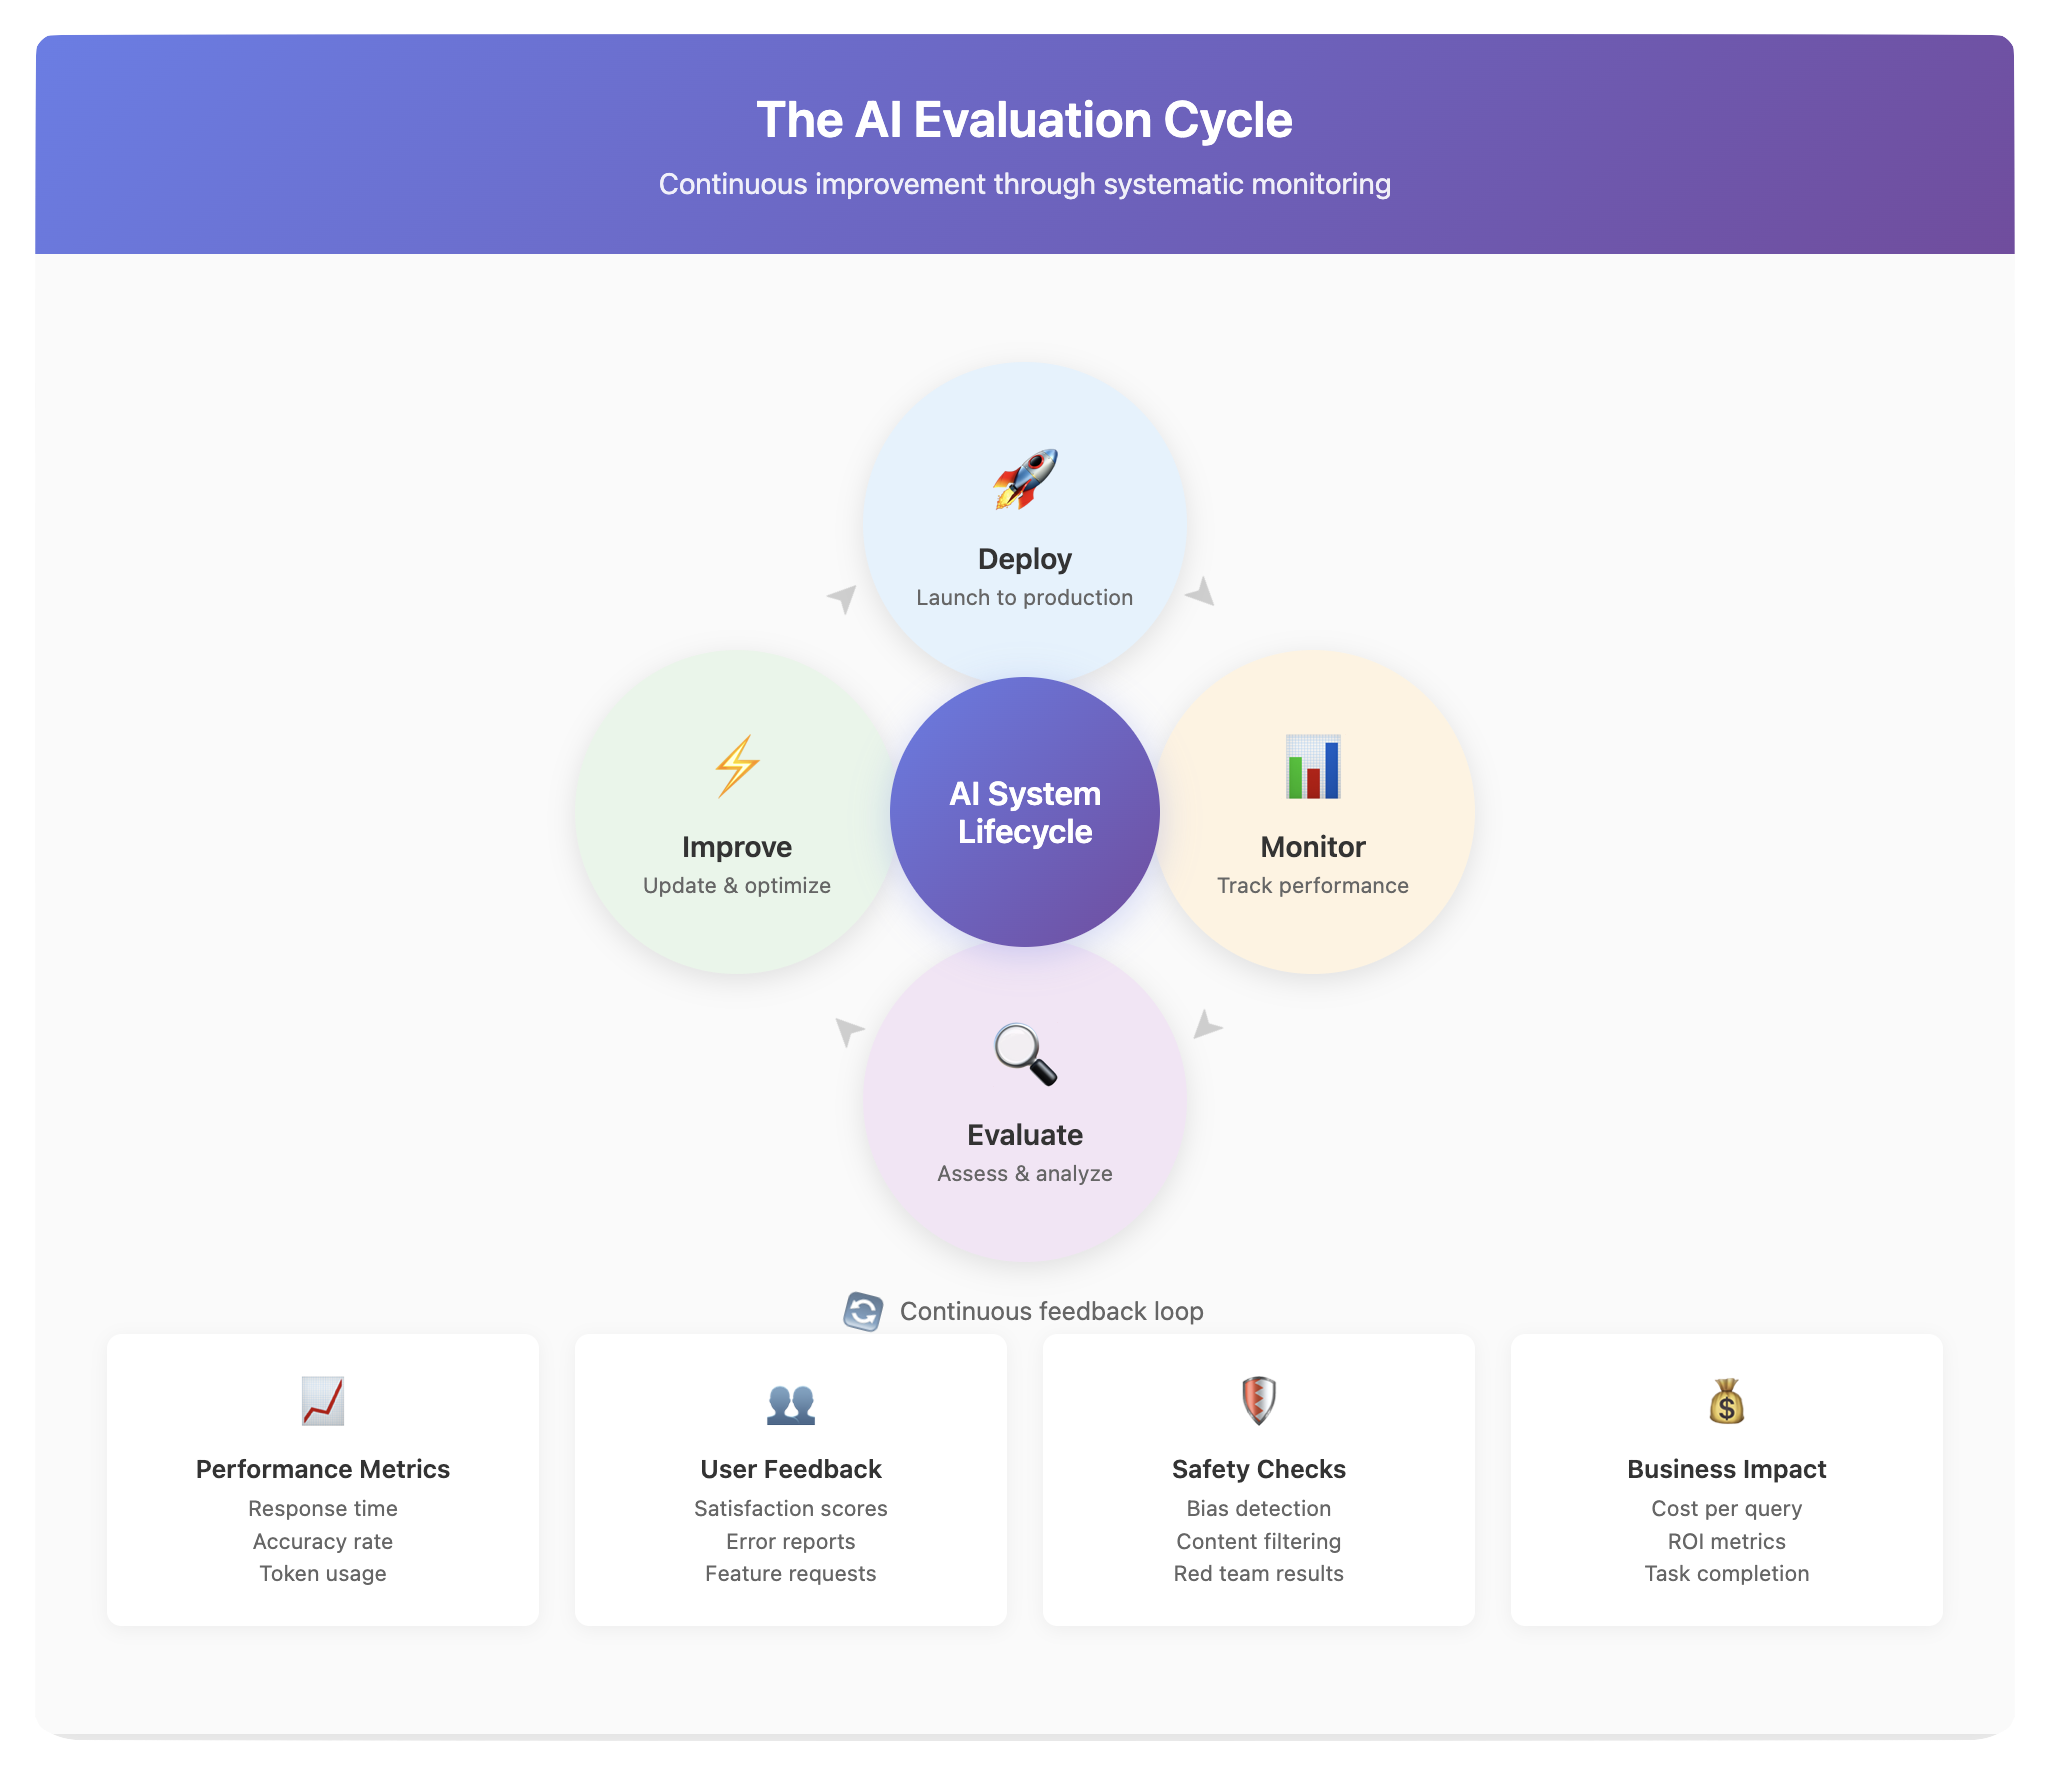 The AI Evaluation Cycle
Continuous improvement through systematic monitoring
Deploy
Launch to production
Improve
Update & optimize
AI System
Lifecycle
Monitor
Track performance
Evaluate
Assess & analyze
Continuous feedback loop
Performance Metrics
Response time
Accuracy rate
Token usage
User Feedback
Satisfaction scores
Error reports
Feature requests
Safety Checks
Bias detection
Content filtering
Red team results
Business Impact
Cost per query
ROI metrics
Task completion